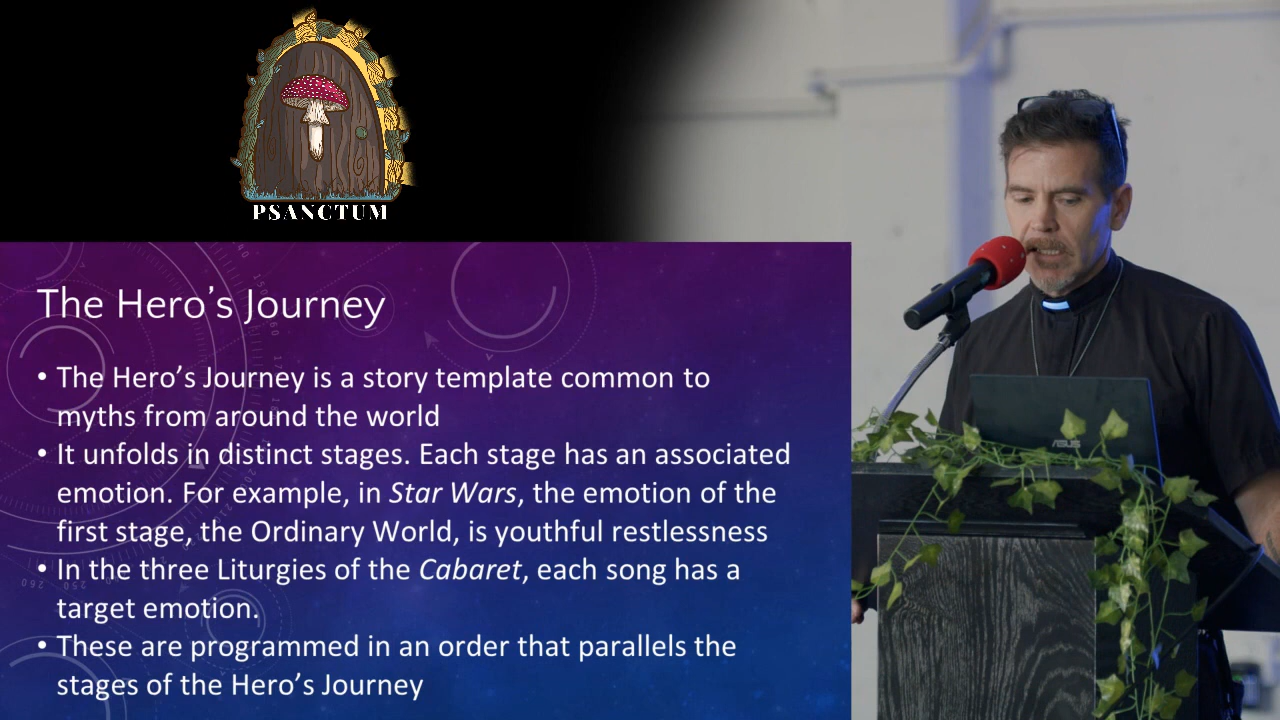 PSANCTUM
The Hero's Journey
• The Hero's Journey is a story template common to
myths from around the world
• It unfolds in distinct stages. Each stage has an associated
emotion. For example, in Star Wars, the emotion of the
first stage, the Ordinary World, is youthful restlessness
• In the three Liturgies of the Cabaret, each song has a
target emotion.
• These are programmed in an order that parallels the
stages of the Hero's Journey
ASUS